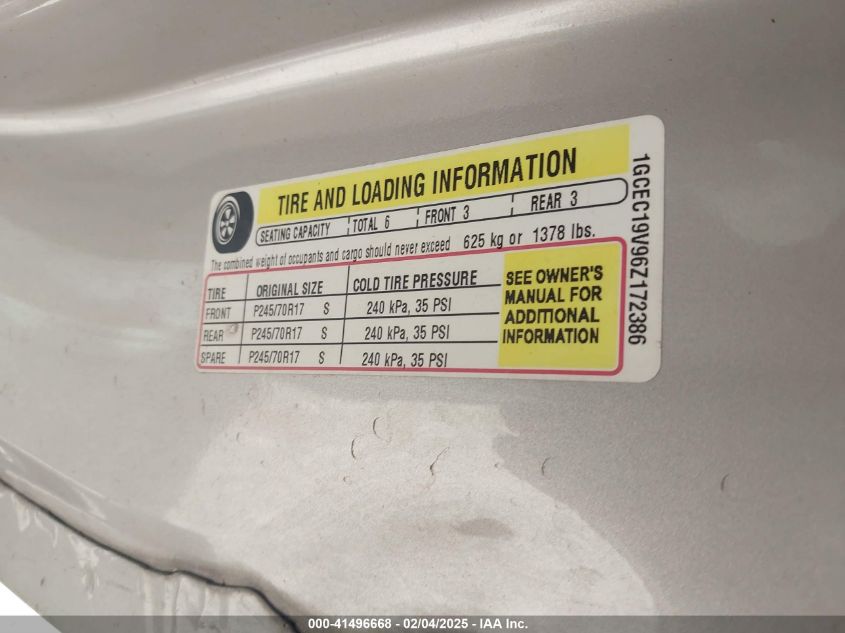 TIRE AND LOADING INFORMATION
SEATING CAPACITY TOTAL 6 FRONT 3 REAR 3
The combined weight of occupants and cargo should never exceed 625 kg or 1378 lbs.
TIRE ORIGINAL SIZE COLD TIRE PRESSURE
FRONT P245/70R17 S 240 kPa, 35 PSI
REAR P245/70R17 S 240 kPa, 35 PSI
SPARE P245/70R17 S 240 kPa, 35 PSI
SEE OWNER'S
MANUAL FOR
ADDITIONAL
INFORMATION
1GCEC19V96Z172386
000-41496668 - 02/04/2025 - IAA Inc.